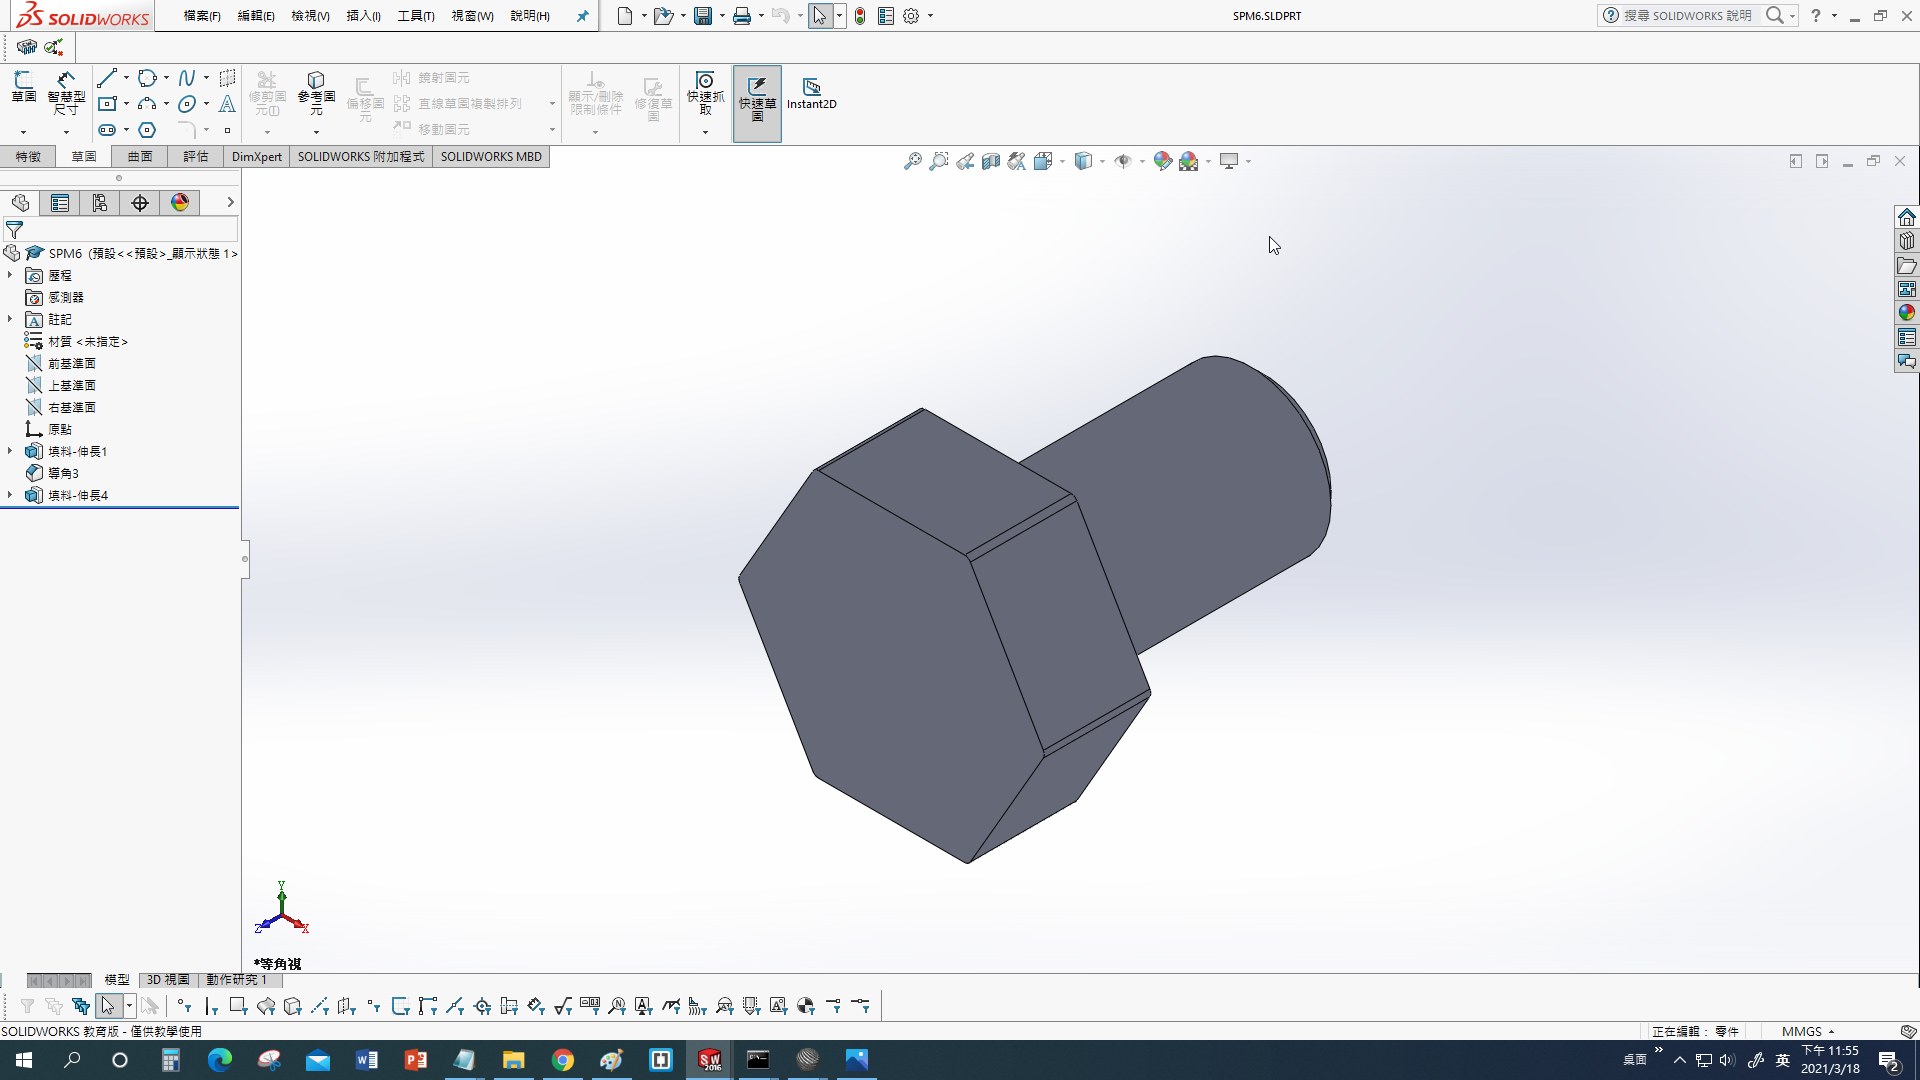 SOLIDWORKS
檔案(F) 編輯(E) 檢視(V) 插入(I) 工具(T) 視窗(W) 說明(H)
SPM6.SLDPRT
搜尋 SOLIDWORKS 說明
?
草圖
智慧型尺寸
修剪圖元(T)
參考圖元
偏移圖元
鏡射圖元
直線草圖複製排列
移動圖元
顯示/刪除限制條件
修復草圖
快速抓取
快速草圖
Instant2D
特徵 草圖 曲面 評估 DimXpert SOLIDWORKS 附加程式 SOLIDWORKS MBD
SPM6 (預設<<預設>_顯示狀態 1>
歷程
感測器
註記
材質 <未指定>
前基準面
上基準面
右基準面
原點
填料-伸長1
導角3
填料-伸長4
Y
Z
X
*等角視
模型 3D 視圖 動作研究 1
SOLIDWORKS 教育版 - 僅供教學使用
正在編輯： 零件
MMGS
SW
2016
桌面
英
下午 11:55
2021/3/18
2